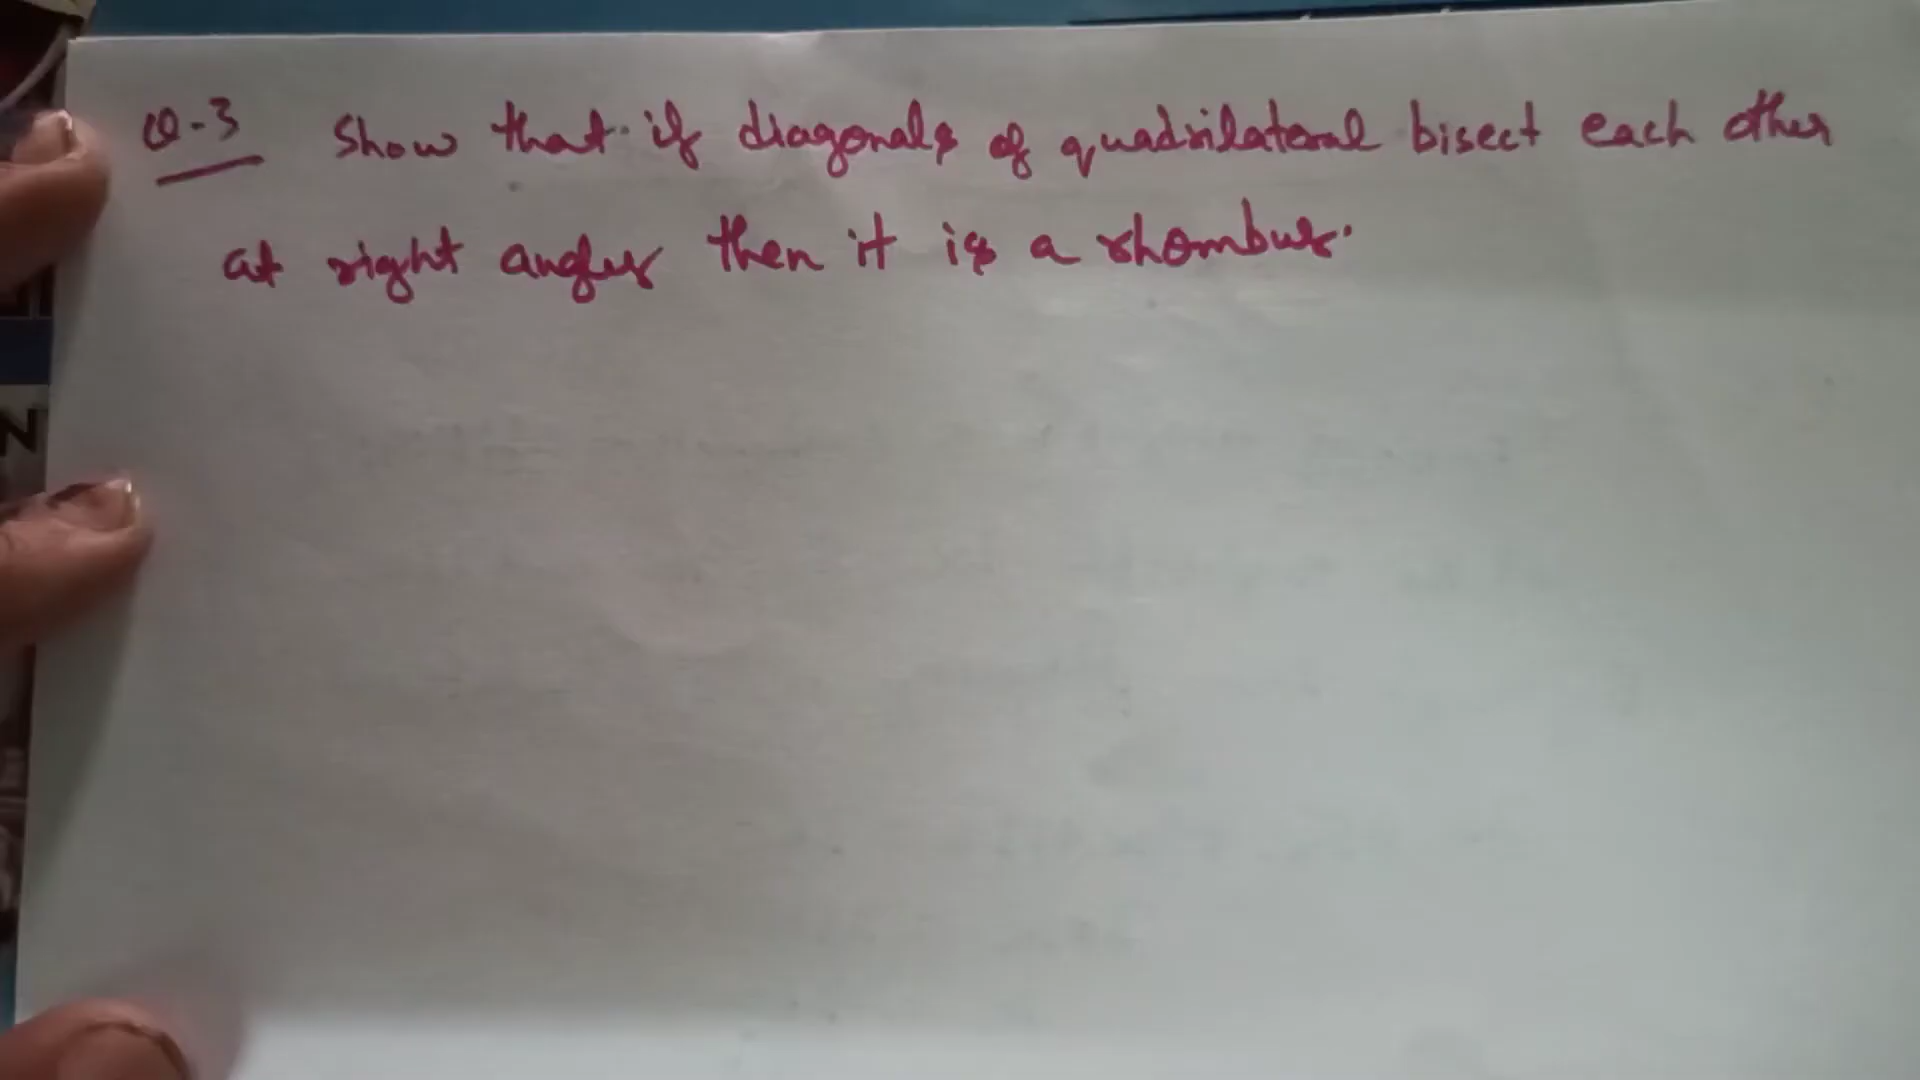 Q-3 Show that if diagonals of quadrilateral bisect each other
at right angles then it is a rhombus.
N